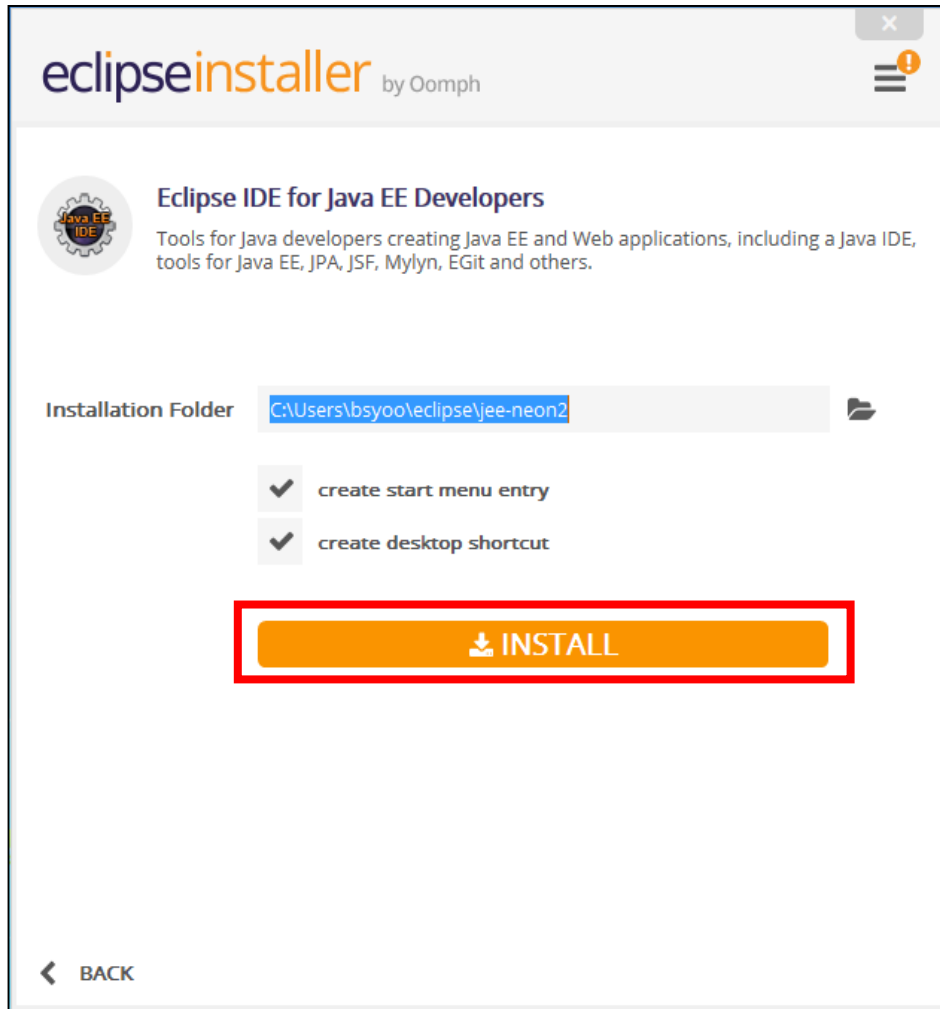 eclipseinstaller by Oomph
!
Java EE
IDE
Eclipse IDE for Java EE Developers
Tools for Java developers creating Java EE and Web applications, including a Java IDE,
tools for Java EE, JPA, JSF, Mylyn, EGit and others.
Installation Folder C:\Users\bsyoo\eclipse\jee-neon2
create start menu entry
create desktop shortcut
INSTALL
BACK